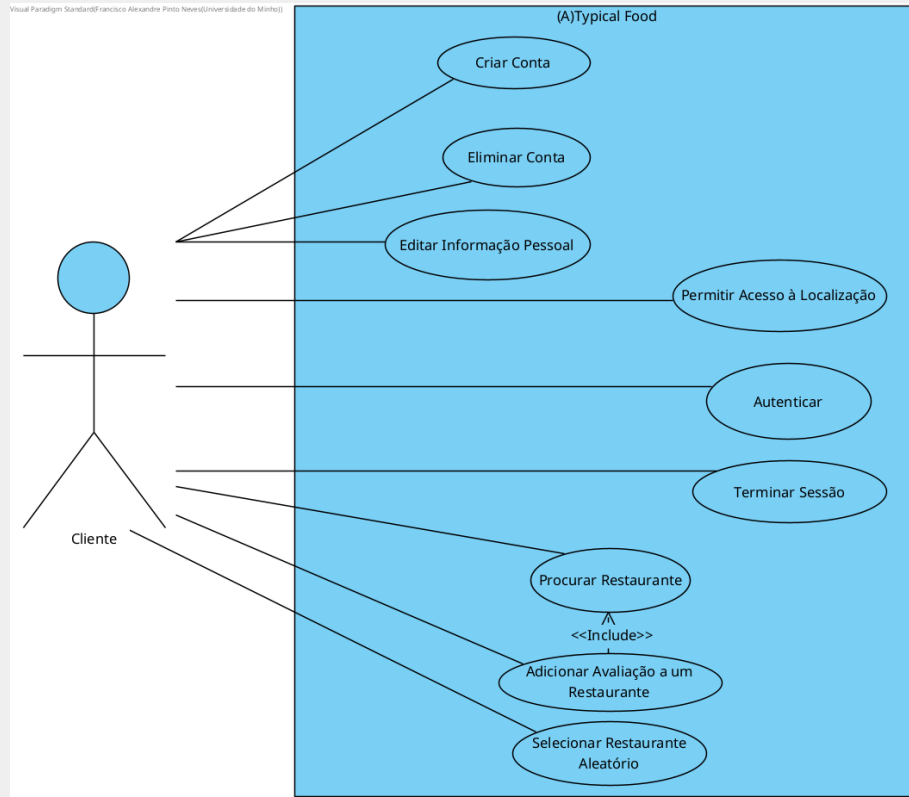 Visual Paradigm Standard(Francisco Alexandre Pinto Neves(Universidade do Minho))
(A)Typical Food
Criar Conta
Eliminar Conta
Editar Informação Pessoal
Permitir Acesso à Localização
Autenticar
Terminar Sessão
Cliente
Procurar Restaurante
<<Include>>
Adicionar Avaliação a um
Restaurante
Selecionar Restaurante
Aleatório